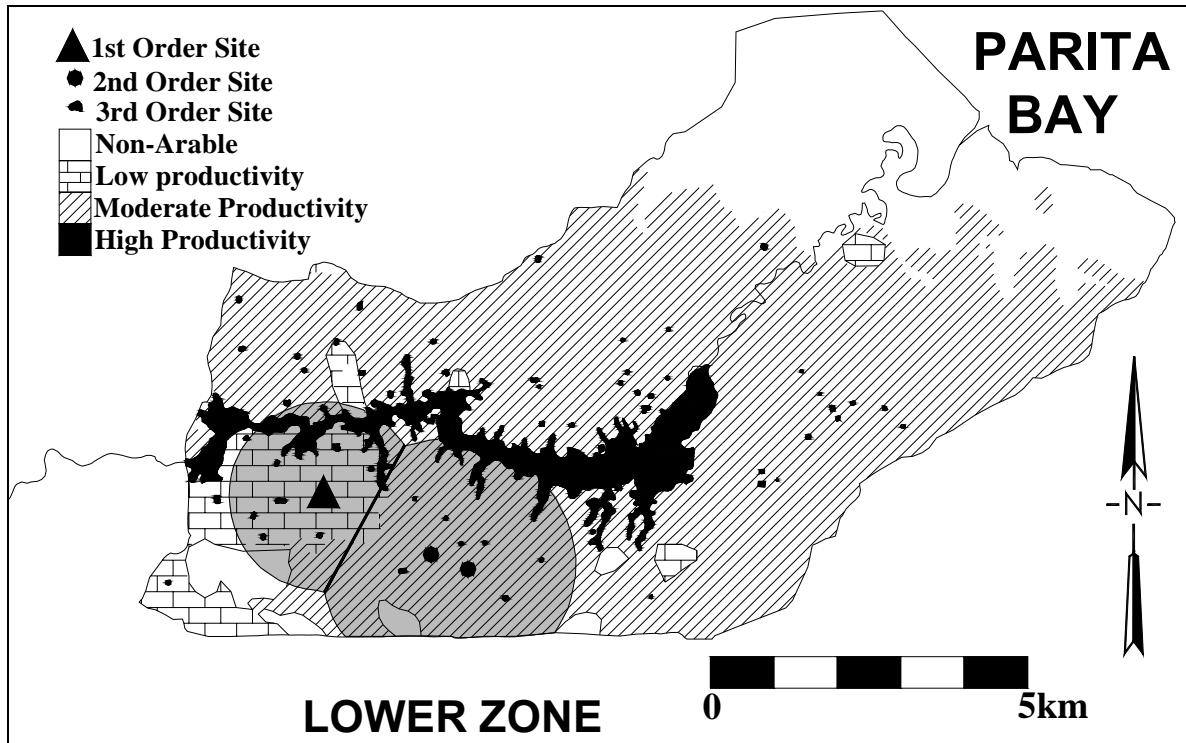 1st Order Site
2nd Order Site
3rd Order Site
Non-Arable
Low productivity
Moderate Productivity
High Productivity
PARITA
BAY
N
LOWER ZONE
0 5km